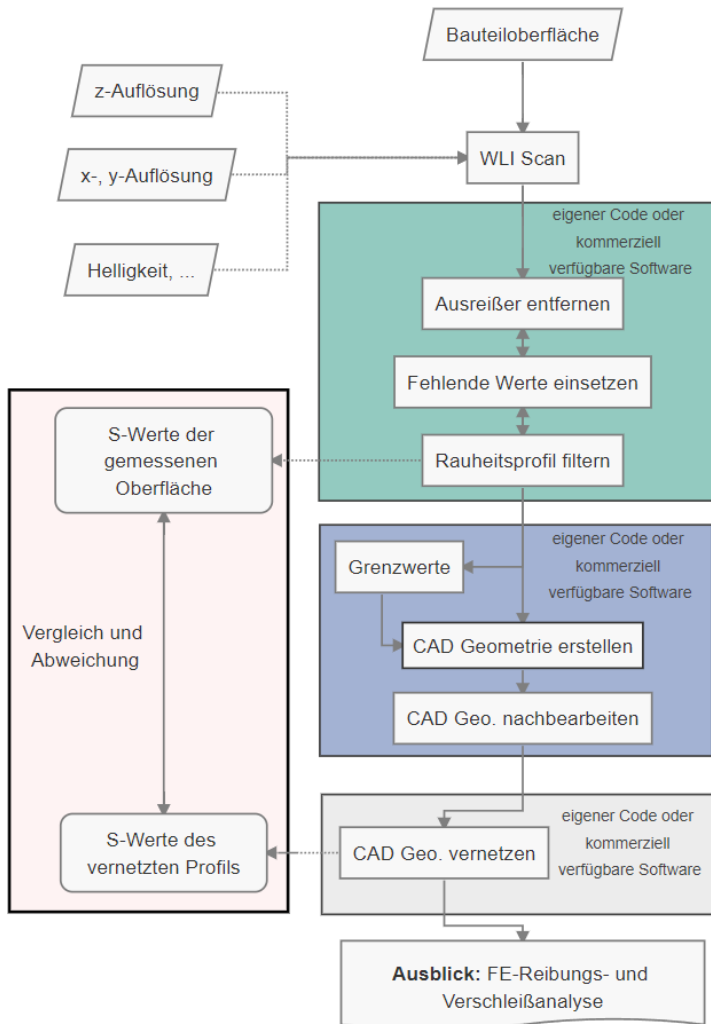 Bauteiloberfläche
z-Auflösung
x-, y-Auflösung
Helligkeit, ...
WLI Scan
eigener Code oder
kommerziell
verfügbare Software
Ausreißer entfernen
Fehlende Werte einsetzen
Rauheitsprofil filtern
S-Werte der
gemessenen
Oberfläche
Vergleich und
Abweichung
S-Werte des
vernetzten Profils
eigener Code oder
kommerziell
verfügbare Software
Grenzwerte
CAD Geometrie erstellen
CAD Geo. nachbearbeiten
eigener Code oder
kommerziell
verfügbare Software
CAD Geo. vernetzen
Ausblick: FE-Reibungs- und
Verschleißanalyse